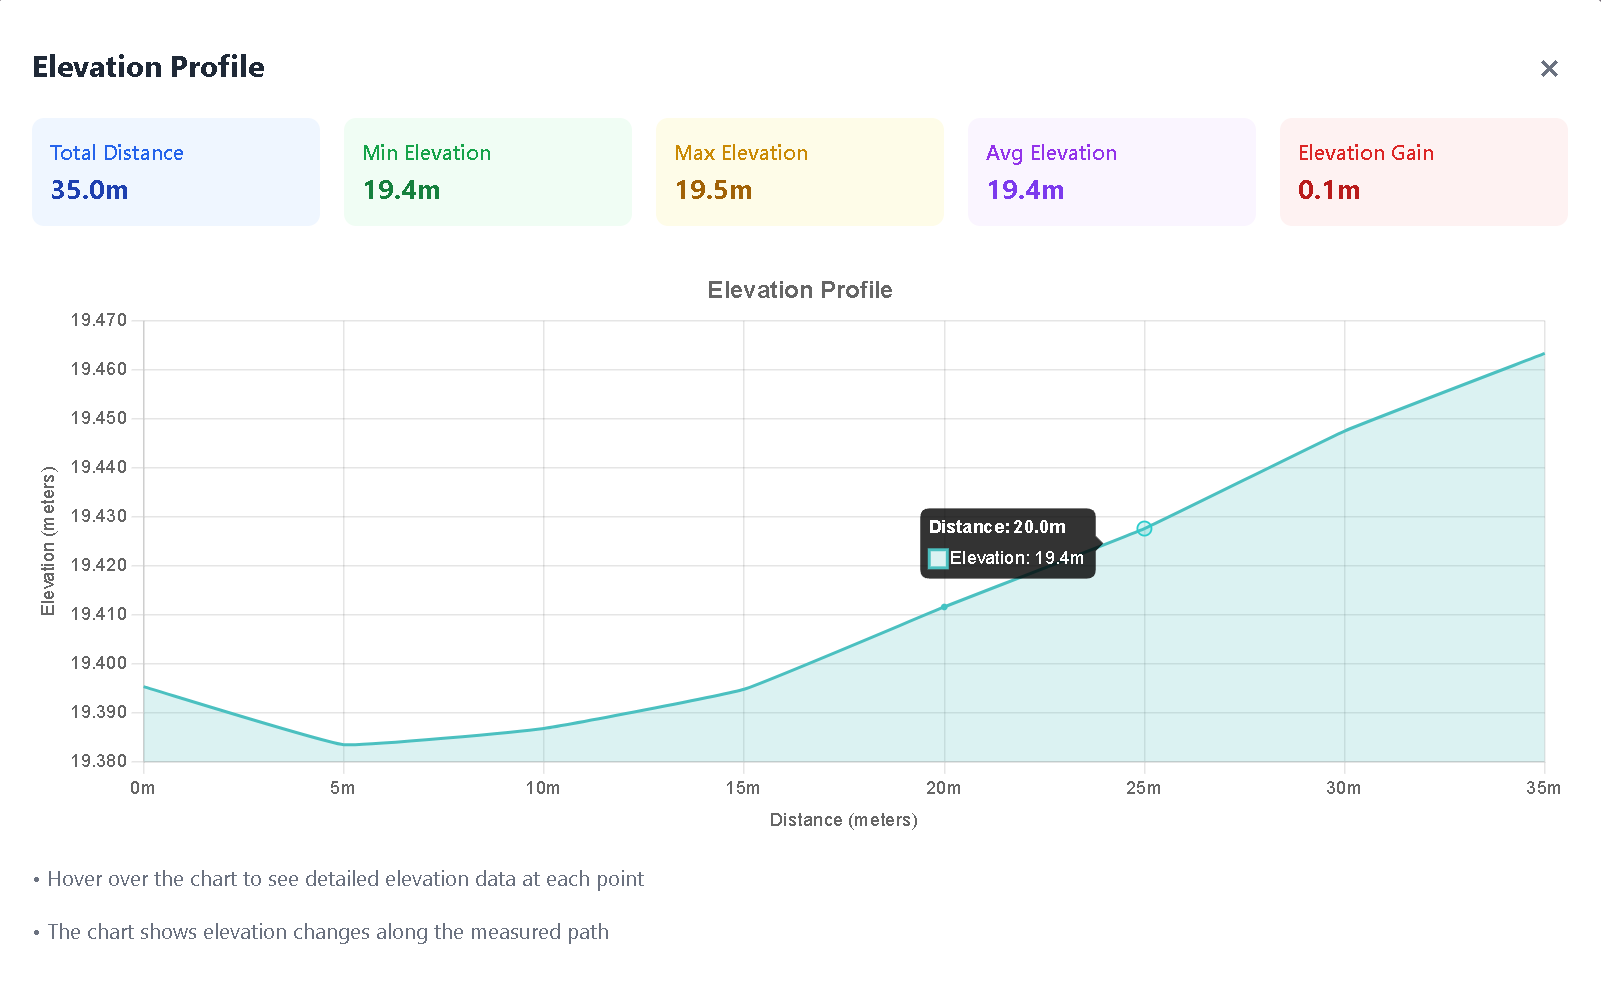 Elevation Profile
×
Total Distance
35.0m
Min Elevation
19.4m
Max Elevation
19.5m
Avg Elevation
19.4m
Elevation Gain
0.1m
Elevation Profile
19.470
19.460
19.450
19.440
19.430
19.420
19.410
19.400
19.390
19.380
Elevation (meters)
Distance: 20.0m
Elevation: 19.4m
0m 5m 10m 15m 20m 25m 30m 35m
Distance (meters)
• Hover over the chart to see detailed elevation data at each point
• The chart shows elevation changes along the measured path